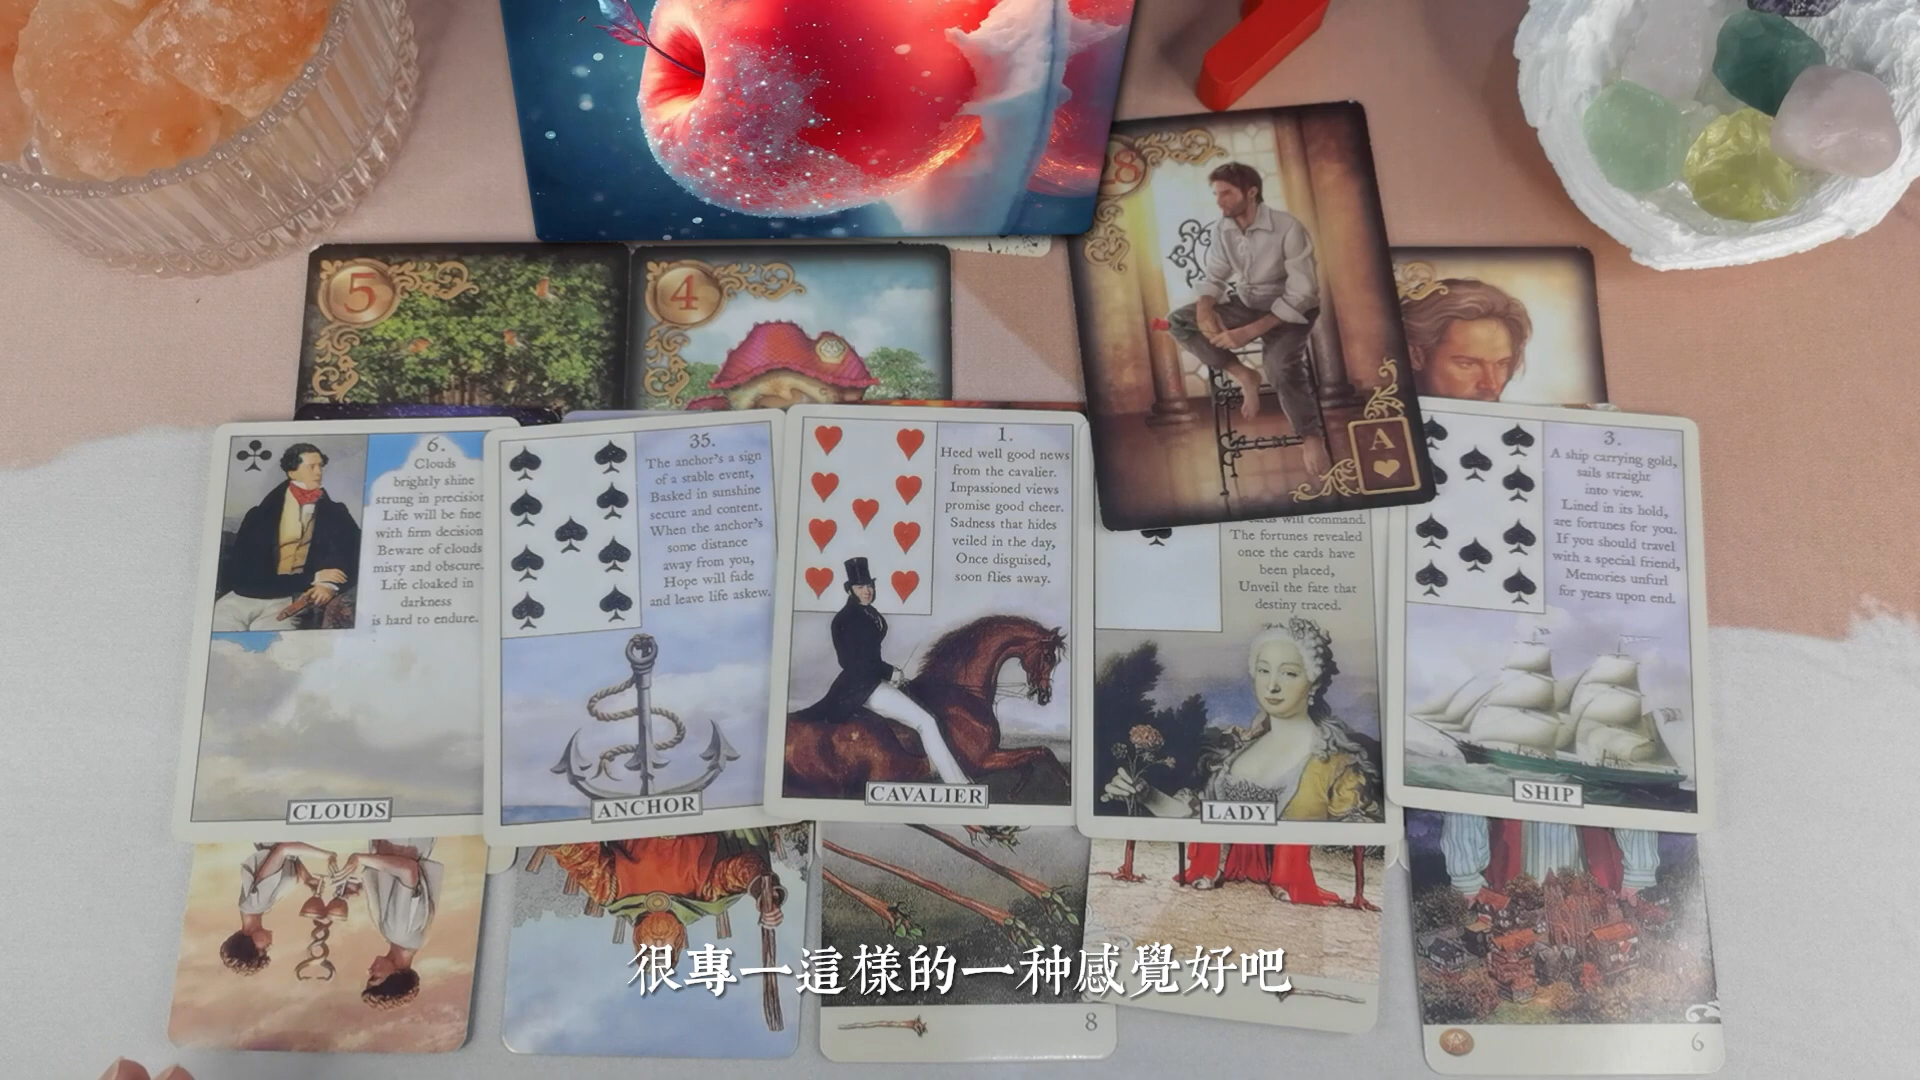 5
4
8
A
6.
Clouds
brightly shine
strung in precision
Life will be fine
with firm decision
Beware of clouds
misty and obscure.
Life cloaked in
darkness
is hard to endure.
CLOUDS
35.
The anchor's a sign
of a stable event,
Basked in sunshine
secure and content.
When the anchor's
some distance
away from you,
Hope will fade
and leave life askew.
ANCHOR
1.
Heed well good news
from the cavalier.
Impassioned views
promise good cheer.
Sadness that hides
veiled in the day,
Once disguised,
soon flies away.
CAVALIER
cards will command.
The fortunes revealed
once the cards have
been placed,
Unveil the fate that
destiny traced.
LADY
3.
A ship carrying gold,
sails straight
into view.
Lined in its hold,
are fortunes for you.
If you should travel
with a special friend,
Memories unfurl
for years upon end.
SHIP
很專一這樣的一种感覺好吧
8
6